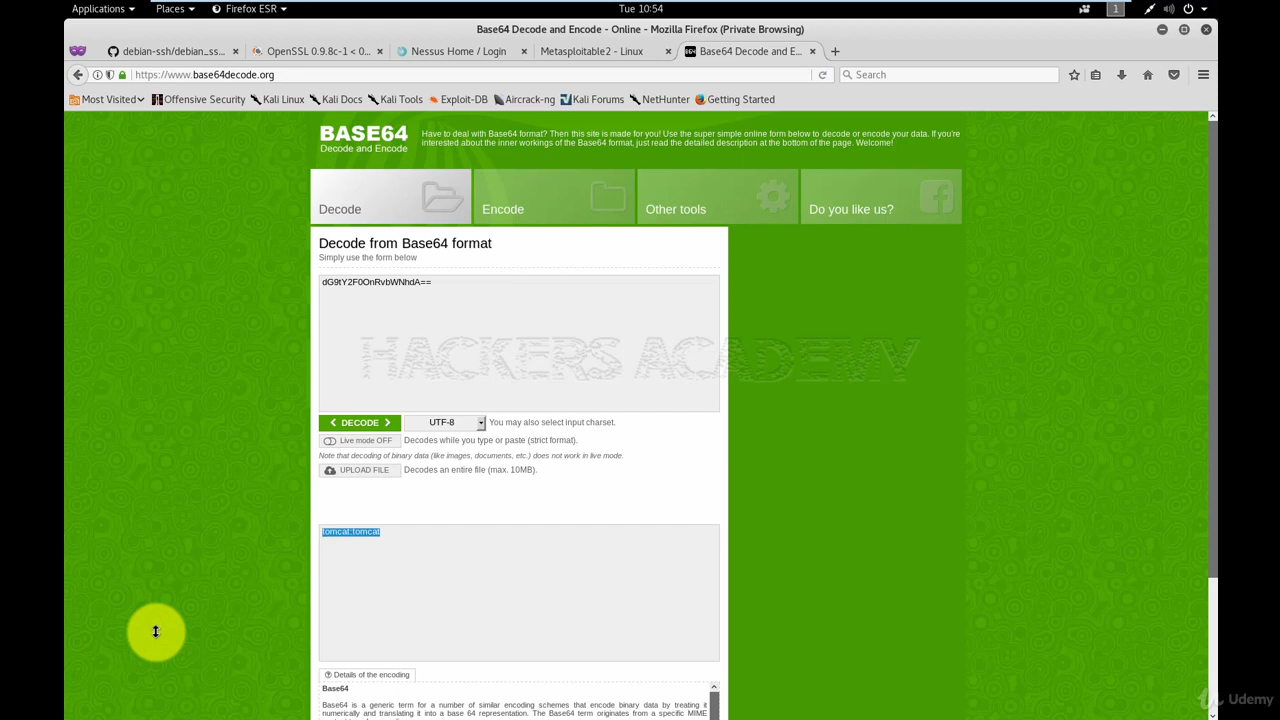 Applications Places Firefox ESR Tue 10:54 1
Base64 Decode and Encode - Online - Mozilla Firefox (Private Browsing)
debian-ssh/debian_ss... × OpenSSL 0.9.8c-1 < 0... × Nessus Home / Login × Metasploitable2 - Linux × Base64 Decode and E... × +
https://www.base64decode.org Search
Most Visited Offensive Security Kali Linux Kali Docs Kali Tools Exploit-DB Aircrack-ng Kali Forums NetHunter Getting Started
BASE64
Decode and Encode
Have to deal with Base64 format? Then this site is made for you! Use the super simple online form below to decode or encode your data. If you're
interested about the inner workings of the Base64 format, just read the detailed description at the bottom of the page. Welcome!
Decode Encode Other tools Do you like us?
Decode from Base64 format
Simply use the form below
dG9tY2F0OnRvbWNhdA==
HACKERS ACADEMY
< DECODE > UTF-8 You may also select input charset.
Live mode OFF Decodes while you type or paste (strict format).
Note that decoding of binary data (like images, documents, etc.) does not work in live mode.
UPLOAD FILE Decodes an entire file (max. 10MB).
tomcat:tomcat
Details of the encoding
Base64
Base64 is a generic term for a number of similar encoding schemes that encode binary data by treating it
numerically and translating it into a base 64 representation. The Base64 term originates from a specific MIME
Udemy